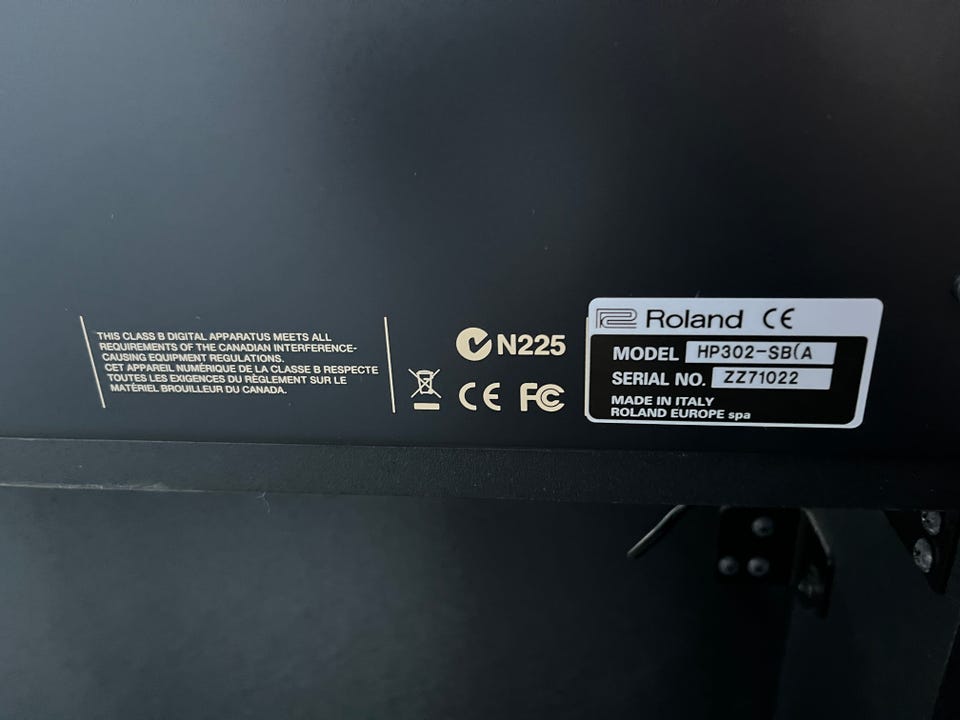 THIS CLASS B DIGITAL APPARATUS MEETS ALL
REQUIREMENTS OF THE CANADIAN INTERFERENCE-
CAUSING EQUIPMENT REGULATIONS.
CET APPAREIL NUMÉRIQUE DE LA CLASSE B RESPECTE
TOUTES LES EXIGENCES DU RÈGLEMENT SUR LE
MATÉRIEL BROUILLEUR DU CANADA.
N225
CE FC
Roland CE
MODEL HP302-SB(A
SERIAL NO. ZZ71022
MADE IN ITALY
ROLAND EUROPE spa